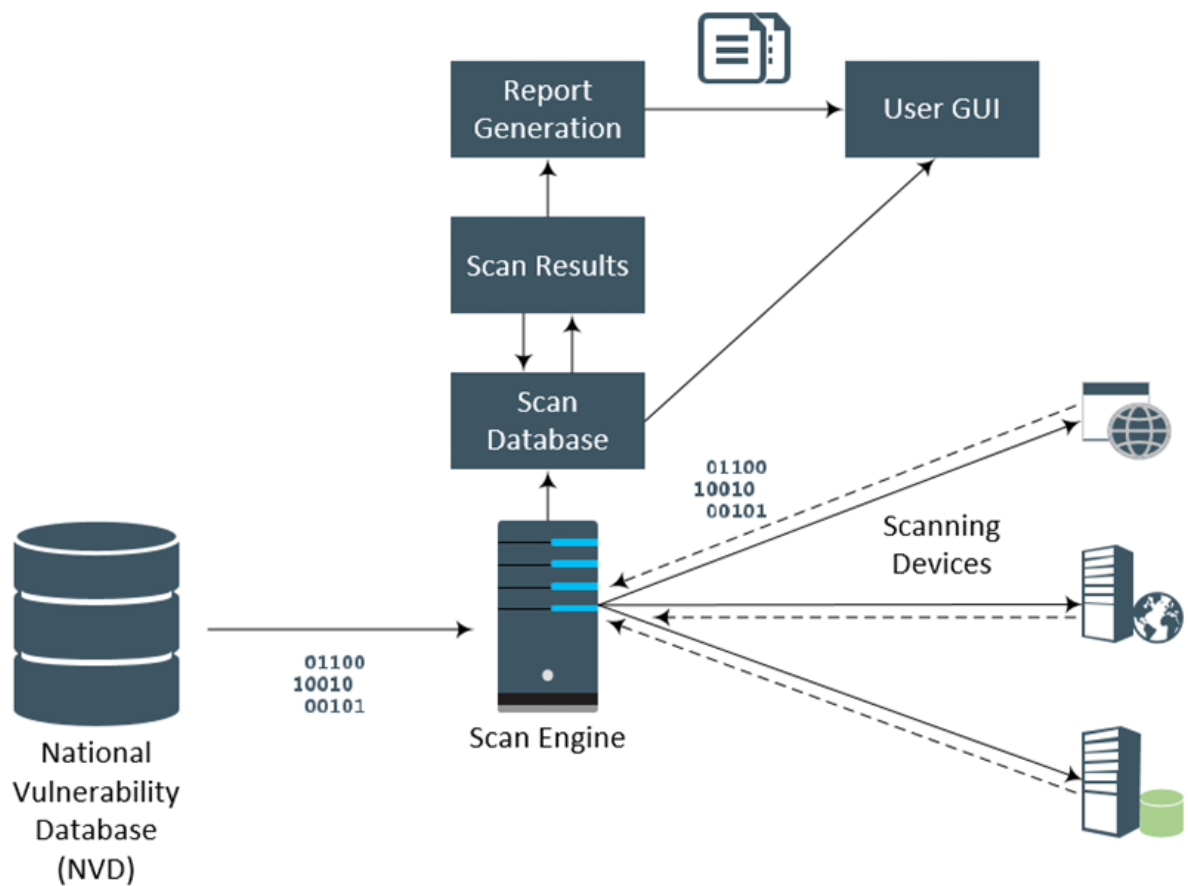 Report
Generation
User GUI
Scan Results
Scan
Database
01100
10010
00101
Scanning
Devices
01100
10010
00101
Scan Engine
National
Vulnerability
Database
(NVD)